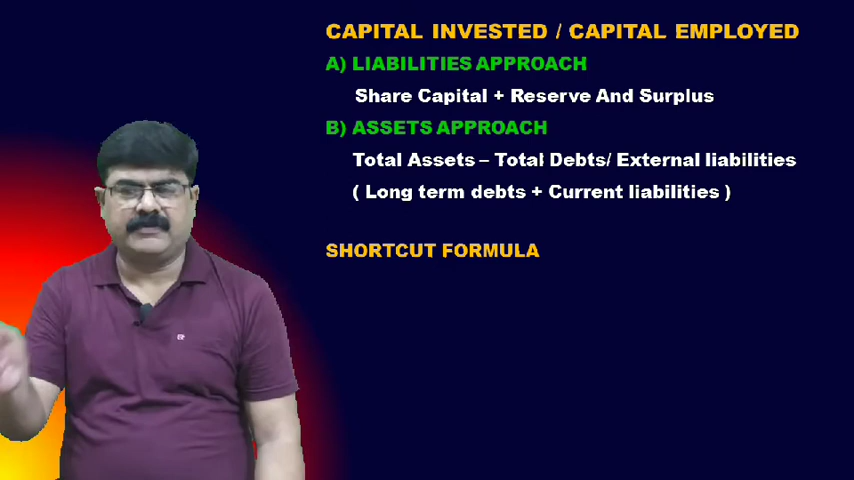 CAPITAL INVESTED / CAPITAL EMPLOYED
A) LIABILITIES APPROACH
Share Capital + Reserve And Surplus
B) ASSETS APPROACH
Total Assets – Total Debts/ External liabilities
( Long term debts + Current liabilities )
SHORTCUT FORMULA